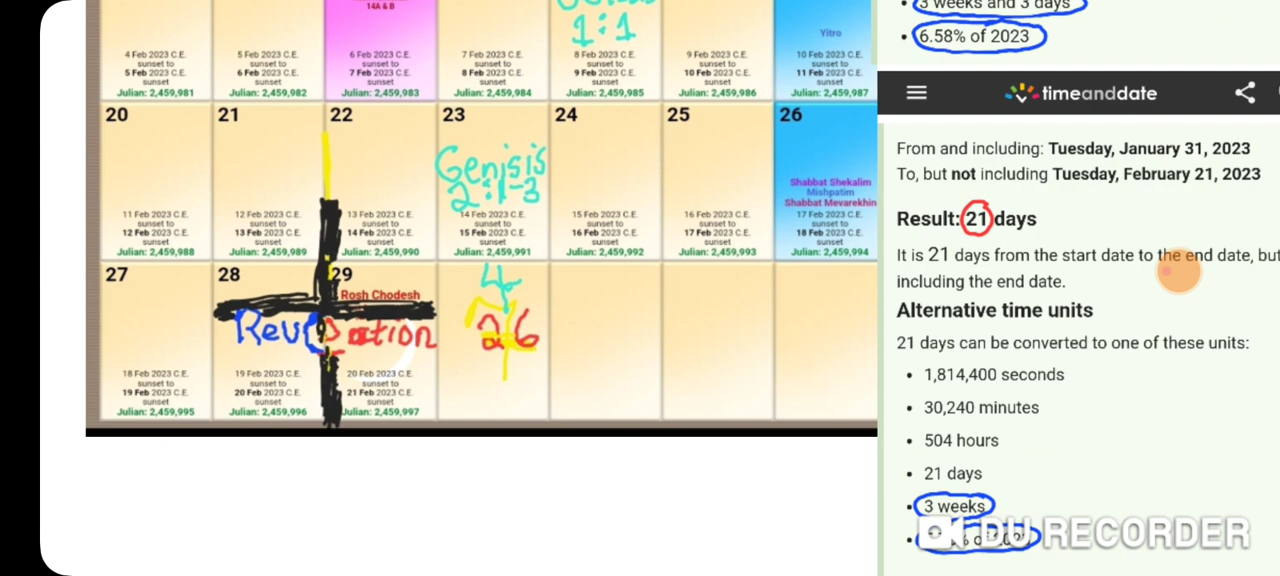 14A & B
1:1
4 Feb 2023 C.E.
sunset to
5 Feb 2023 C.E.
sunset
Julian: 2,459,981
5 Feb 2023 C.E.
sunset to
6 Feb 2023 C.E.
sunset
Julian: 2,459,982
6 Feb 2023 C.E.
sunset to
7 Feb 2023 C.E.
sunset
Julian: 2,459,983
7 Feb 2023 C.E.
sunset to
8 Feb 2023 C.E.
sunset
Julian: 2,459,984
8 Feb 2023 C.E.
sunset to
9 Feb 2023 C.E.
sunset
Julian: 2,459,985
9 Feb 2023 C.E.
sunset to
10 Feb 2023 C.E.
sunset
Julian: 2,459,986
Yitro
10 Feb 2023 C.E.
sunset to
11 Feb 2023 C.E.
sunset
Julian: 2,459,987
20
11 Feb 2023 C.E.
sunset to
12 Feb 2023 C.E.
sunset
Julian: 2,459,988
21
12 Feb 2023 C.E.
sunset to
13 Feb 2023 C.E.
sunset
Julian: 2,459,989
22
13 Feb 2023 C.E.
sunset to
14 Feb 2023 C.E.
sunset
Julian: 2,459,990
23
Genisis
2:1-3
14 Feb 2023 C.E.
sunset to
15 Feb 2023 C.E.
sunset
Julian: 2,459,991
24
15 Feb 2023 C.E.
sunset to
16 Feb 2023 C.E.
sunset
Julian: 2,459,992
25
16 Feb 2023 C.E.
sunset to
17 Feb 2023 C.E.
sunset
Julian: 2,459,993
26
Shabbat Shekalim
Mishpatim
Shabbat Mevarekhin
17 Feb 2023 C.E.
sunset to
18 Feb 2023 C.E.
sunset
Julian: 2,459,994
27
18 Feb 2023 C.E.
sunset to
19 Feb 2023 C.E.
sunset
Julian: 2,459,995
28
19 Feb 2023 C.E.
sunset to
20 Feb 2023 C.E.
sunset
Julian: 2,459,996
29
Rosh Chodesh
20 Feb 2023 C.E.
sunset to
21 Feb 2023 C.E.
sunset
Julian: 2,459,997
4
26
3 weeks and 3 days
6.58% of 2023
timeanddate
From and including: Tuesday, January 31, 2023
To, but not including Tuesday, February 21, 2023
Result: 21 days
It is 21 days from the start date to the end date, but
including the end date.
Alternative time units
21 days can be converted to one of these units:
1,814,400 seconds
30,240 minutes
504 hours
21 days
3 weeks
DU RECORDER